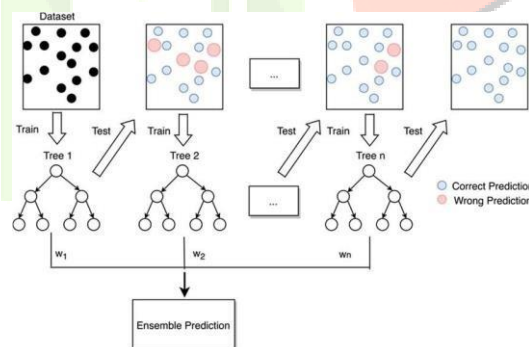 Dataset
...
Train
Test
Train
Test
Train
Test
Tree 1
Tree 2
Tree n
...
Correct Prediction
Wrong Prediction
w1
w2
wn
Ensemble Prediction